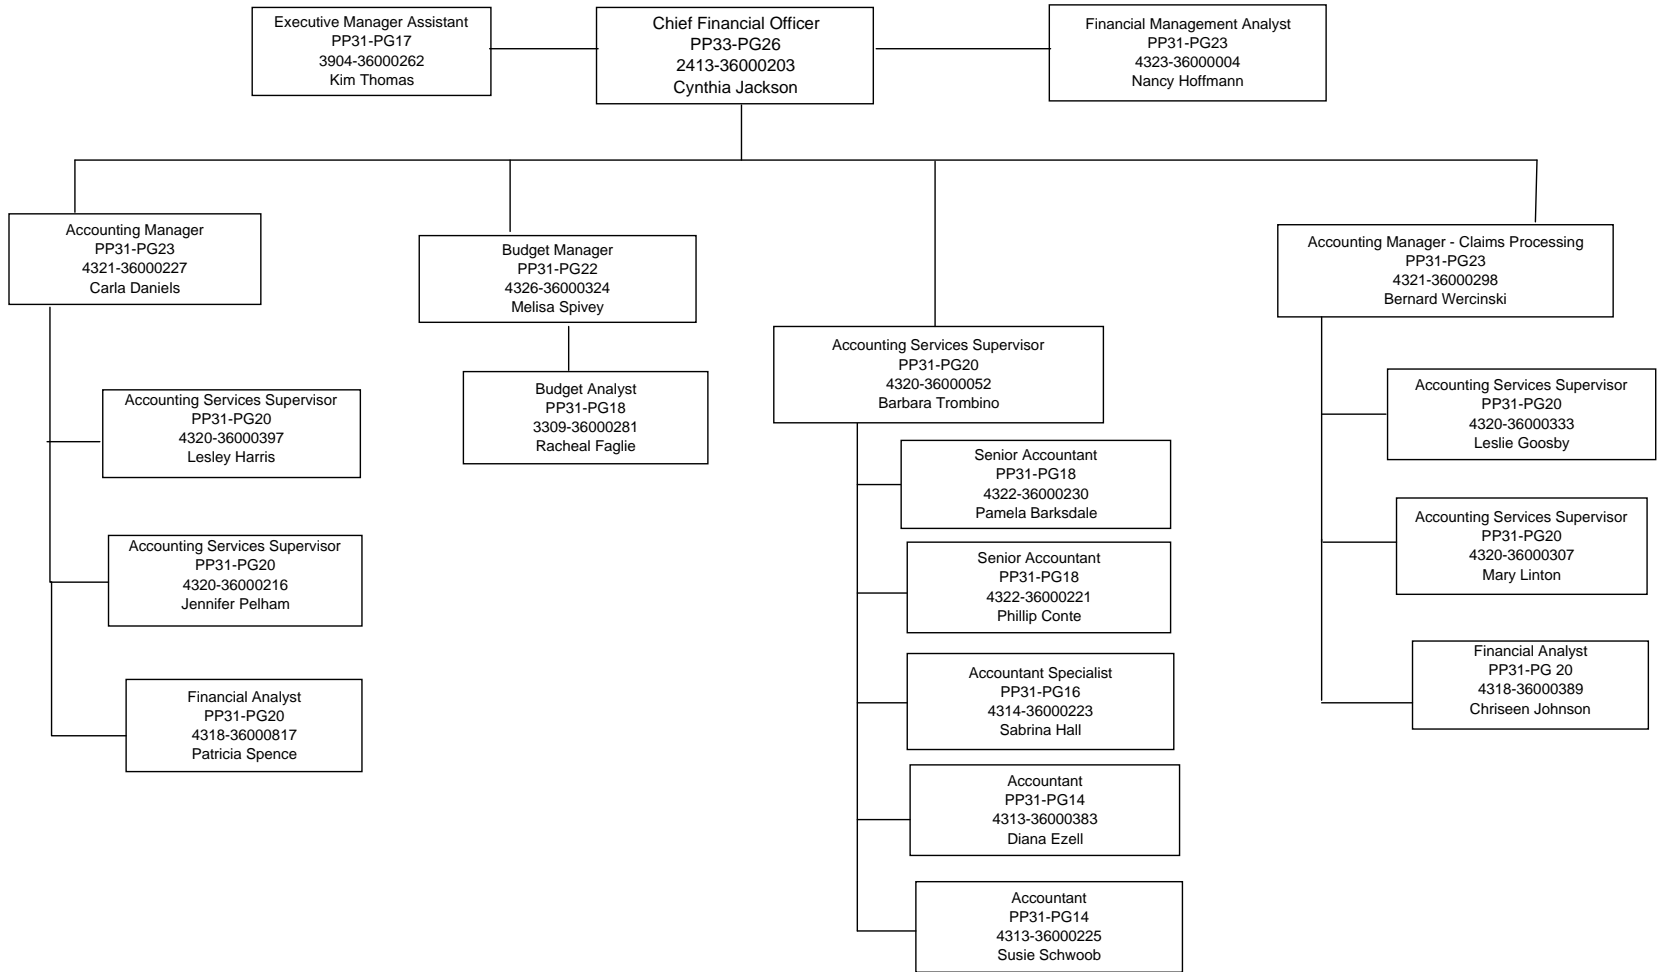 Executive Manager Assistant
PP31-PG17
3904-36000262
Kim Thomas
Chief Financial Officer
PP33-PG26
2413-36000203
Cynthia Jackson
Financial Management Analyst
PP31-PG23
4323-36000004
Nancy Hoffmann
Accounting Manager
PP31-PG23
4321-36000227
Carla Daniels
Accounting Services Supervisor
PP31-PG20
4320-36000397
Lesley Harris
Accounting Services Supervisor
PP31-PG20
4320-36000216
Jennifer Pelham
Financial Analyst
PP31-PG20
4318-36000817
Patricia Spence
Budget Manager
PP31-PG22
4326-36000324
Melisa Spivey
Budget Analyst
PP31-PG18
3309-36000281
Racheal Faglie
Accounting Services Supervisor
PP31-PG20
4320-36000052
Barbara Trombino
Senior Accountant
PP31-PG18
4322-36000230
Pamela Barksdale
Senior Accountant
PP31-PG18
4322-36000221
Phillip Conte
Accountant Specialist
PP31-PG16
4314-36000223
Sabrina Hall
Accountant
PP31-PG14
4313-36000383
Diana Ezell
Accountant
PP31-PG14
4313-36000225
Susie Schwoob
Accounting Manager - Claims Processing
PP31-PG23
4321-36000298
Bernard Wercinski
Accounting Services Supervisor
PP31-PG20
4320-36000333
Leslie Goosby
Accounting Services Supervisor
PP31-PG20
4320-36000307
Mary Linton
Financial Analyst
PP31-PG 20
4318-36000389
Chriseen Johnson